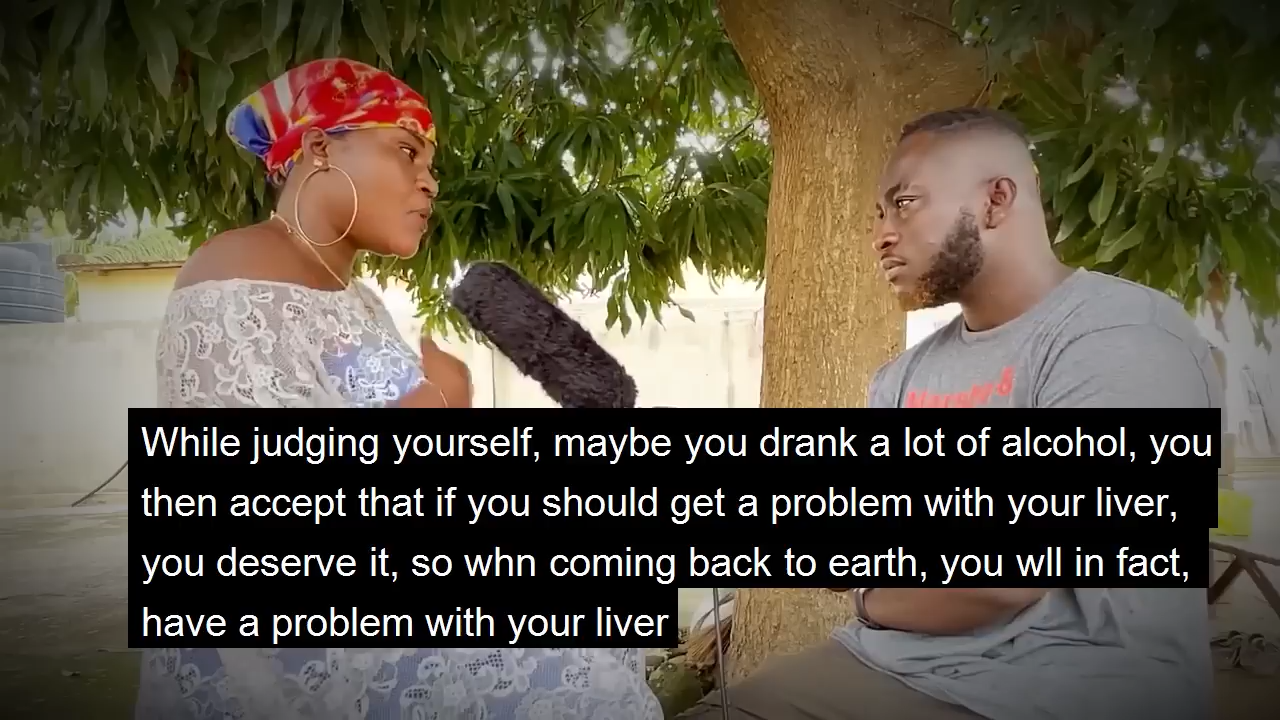 While judging yourself, maybe you drank a lot of alcohol, you
then accept that if you should get a problem with your liver,
you deserve it, so whn coming back to earth, you wll in fact,
have a problem with your liver